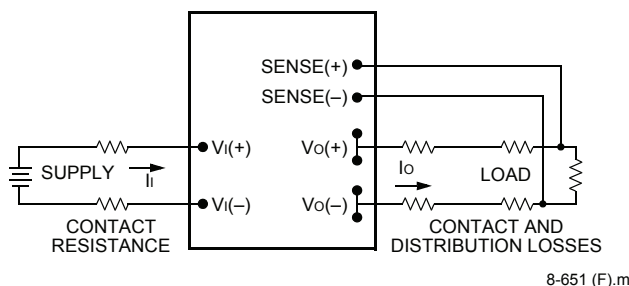 SENSE(+)
SENSE(–)
SUPPLY
II
VI(+)
VO(+)
IO
LOAD
VI(–)
VO(–)
CONTACT
RESISTANCE
CONTACT AND
DISTRIBUTION LOSSES
8-651 (F).m